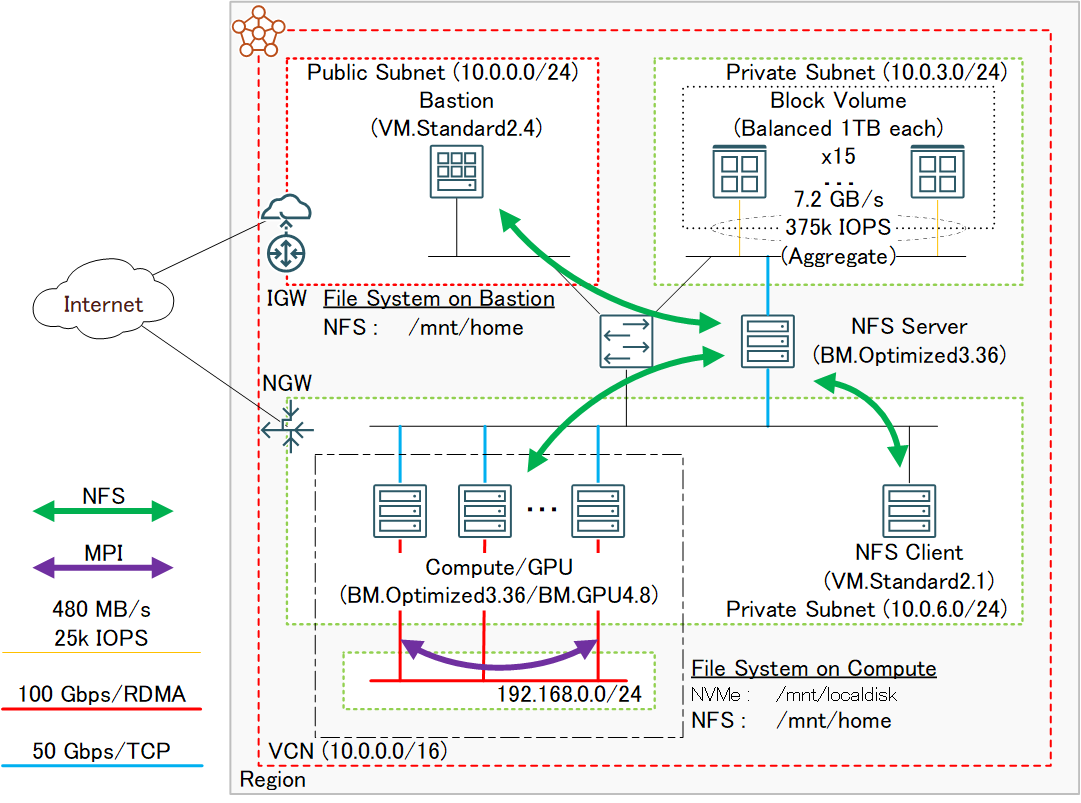 Public Subnet (10.0.0.0/24)
Bastion
(VM.Standard2.4)
Private Subnet (10.0.3.0/24)
Block Volume
(Balanced 1TB each)
x15
...
7.2 GB/s
375k IOPS
(Aggregate)
Internet
IGW
File System on Bastion
NFS : /mnt/home
NFS Server
(BM.Optimized3.36)
NGW
NFS
MPI
480 MB/s
25k IOPS
100 Gbps/RDMA
50 Gbps/TCP
...
Compute/GPU
(BM.Optimized3.36/BM.GPU4.8)
NFS Client
(VM.Standard2.1)
Private Subnet (10.0.6.0/24)
192.168.0.0/24
File System on Compute
NVMe : /mnt/localdisk
NFS : /mnt/home
VCN (10.0.0.0/16)
Region